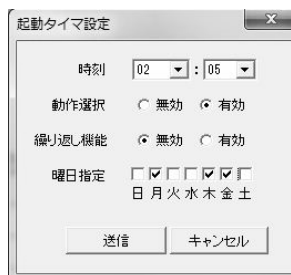 起動タイマ設定
時刻 02 : 05
動作選択 無効 有効
繰り返し機能 無効 有効
曜日指定
日 月 火 水 木 金 土
送信 キャンセル